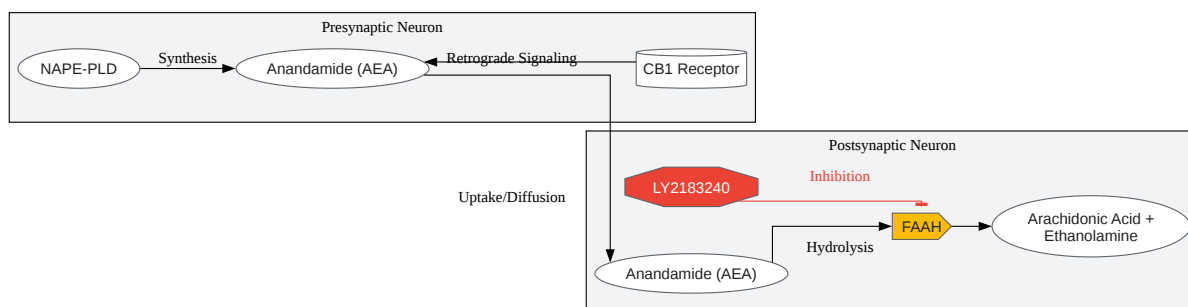 Presynaptic Neuron
NAPE-PLD
Synthesis
Anandamide (AEA)
Retrograde Signaling
CB1 Receptor
Postsynaptic Neuron
LY2183240
Inhibition
Uptake/Diffusion
Anandamide (AEA)
Hydrolysis
FAAH
Arachidonic Acid +
Ethanolamine